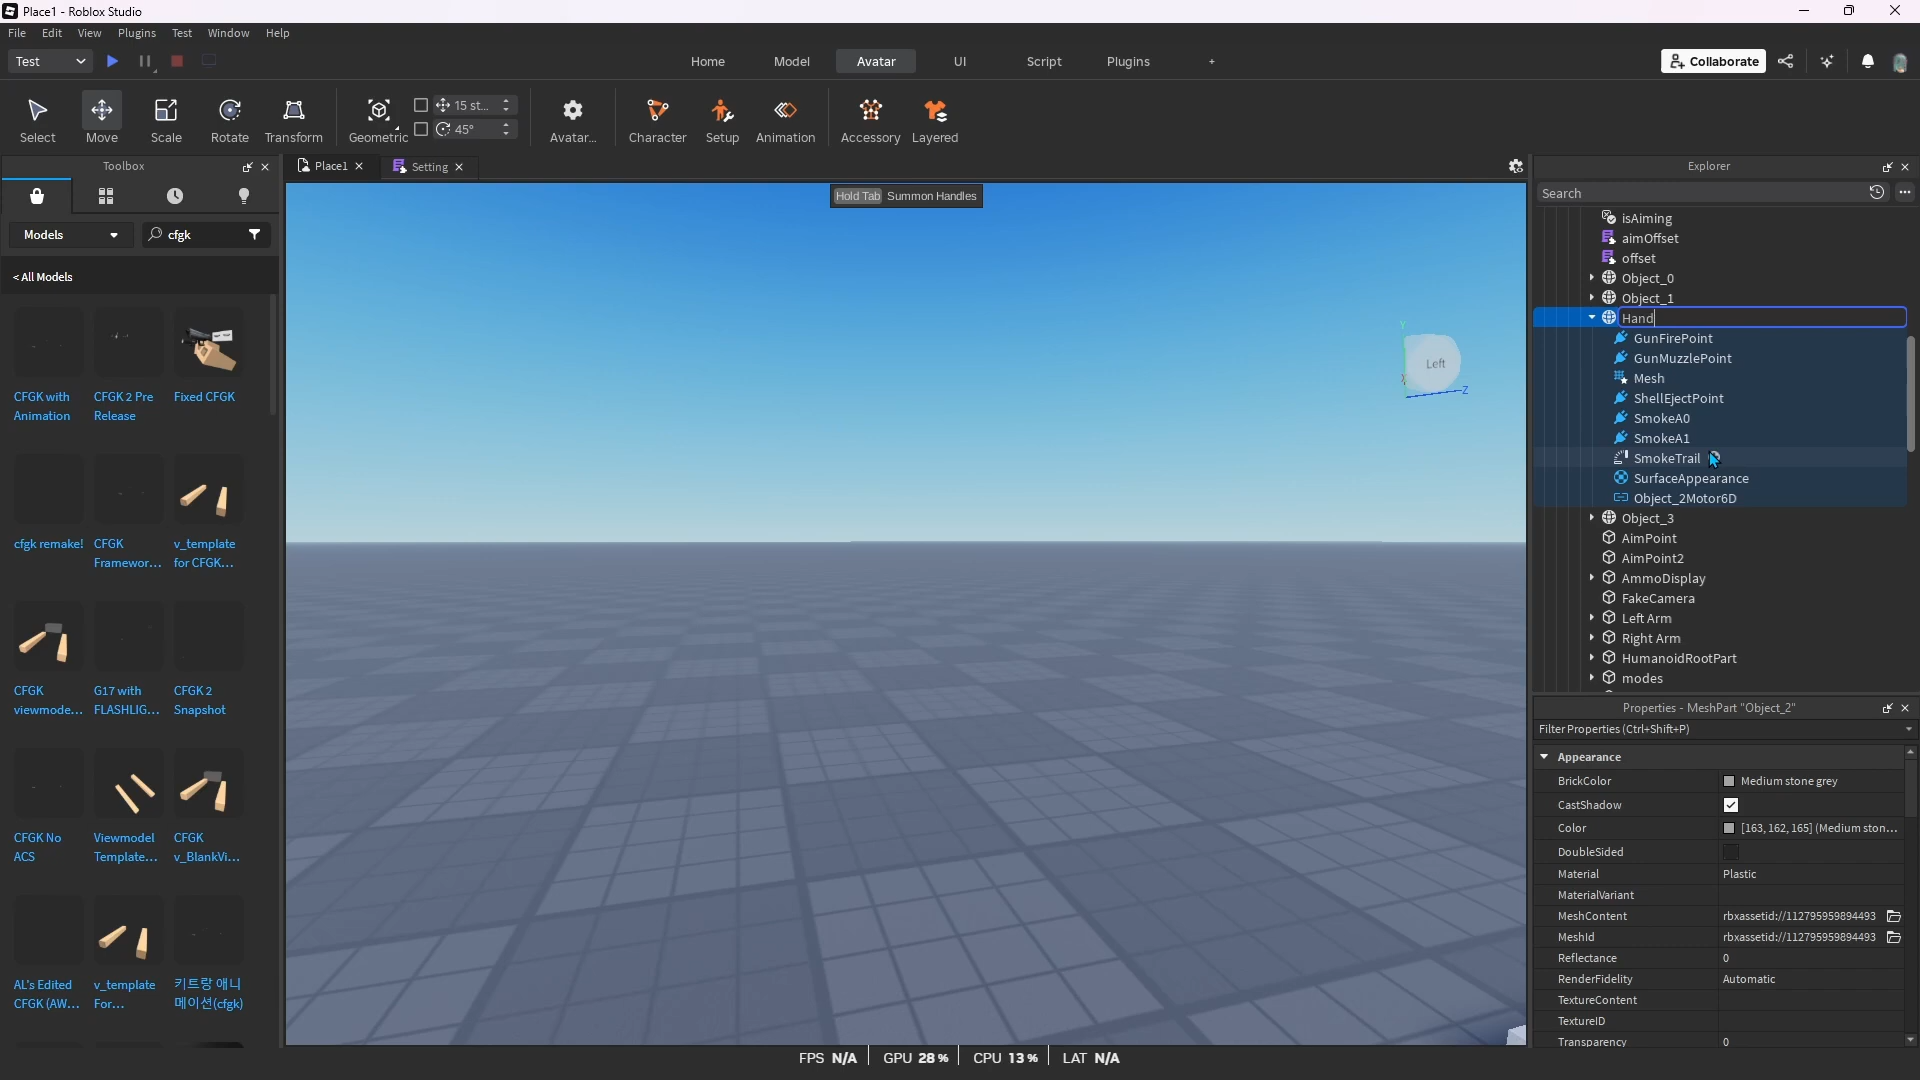 Place1 - Roblox Studio
File Edit View Plugins Test Window Help
Test
Home Model Avatar UI Script Plugins +
Collaborate
Select Move Scale Rotate Transform Geometric
15 st...
45°
Avatar... Character Setup Animation Accessory Layered
Toolbox
Place1
Setting
Models
cfgk
< All Models
CFGK with Animation
CFGK 2 Pre Release
Fixed CFGK
cfgk remake!
CFGK Framewor...
v_template for CFGK...
CFGK viewmode...
G17 with FLASHLIG...
CFGK 2 Snapshot
CFGK No ACS
Viewmodel Template...
CFGK v_BlankVi...
AL's Edited CFGK (AW...
v_template For...
키트랑 애니메이션(cfgk)
Hold Tab Summon Handles
Left
Y
Z
FPS N/A GPU 28 % CPU 13 % LAT N/A
Explorer
Search
isAiming
aimOffset
offset
Object_0
Object_1
Hand
GunFirePoint
GunMuzzlePoint
Mesh
ShellEjectPoint
SmokeA0
SmokeA1
SmokeTrail
SurfaceAppearance
Object_2Motor6D
Object_3
AimPoint
AimPoint2
AmmoDisplay
FakeCamera
Left Arm
Right Arm
HumanoidRootPart
modes
Properties - MeshPart "Object_2"
Filter Properties (Ctrl+Shift+P)
Appearance
BrickColor Medium stone grey
CastShadow
Color [163, 162, 165] (Medium ston...
DoubleSided
Material Plastic
MaterialVariant
MeshContent rbxassetid://112795959894493
MeshId rbxassetid://112795959894493
Reflectance 0
RenderFidelity Automatic
TextureContent
TextureID
Transparency 0